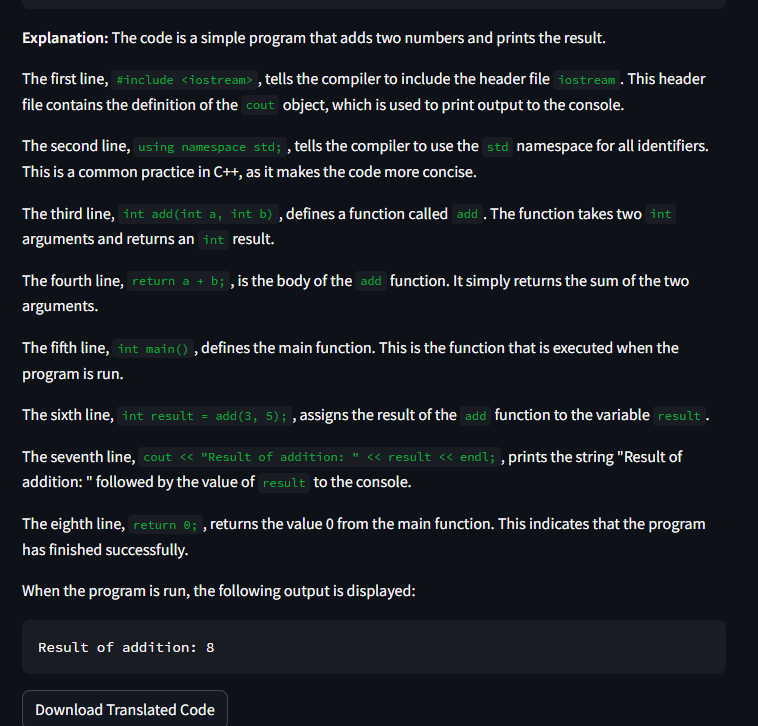 Explanation: The code is a simple program that adds two numbers and prints the result.
The first line, #include <iostream> , tells the compiler to include the header file iostream . This header
file contains the definition of the cout object, which is used to print output to the console.
The second line, using namespace std; , tells the compiler to use the std namespace for all identifiers.
This is a common practice in C++, as it makes the code more concise.
The third line, int add(int a, int b) , defines a function called add . The function takes two int
arguments and returns an int result.
The fourth line, return a + b; , is the body of the add function. It simply returns the sum of the two
arguments.
The fifth line, int main() , defines the main function. This is the function that is executed when the
program is run.
The sixth line, int result = add(3, 5); , assigns the result of the add function to the variable result .
The seventh line, cout << "Result of addition: " << result << endl; , prints the string "Result of
addition: " followed by the value of result to the console.
The eighth line, return 0; , returns the value 0 from the main function. This indicates that the program
has finished successfully.
When the program is run, the following output is displayed:
Result of addition: 8
Download Translated Code